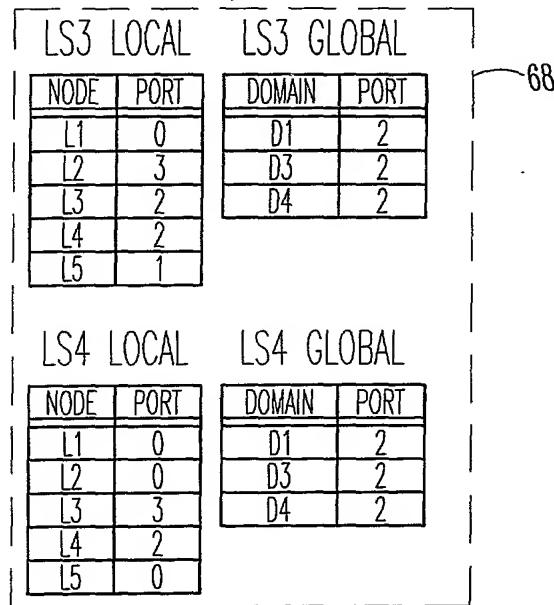 LS3 LOCAL LS3 GLOBAL
68
NODE PORT DOMAIN PORT
L1 0 D1 2
L2 3 D3 2
L3 2 D4 2
L4 2
L5 1
LS4 LOCAL LS4 GLOBAL
NODE PORT DOMAIN PORT
L1 0 D1 2
L2 0 D3 2
L3 3 D4 2
L4 2
L5 0